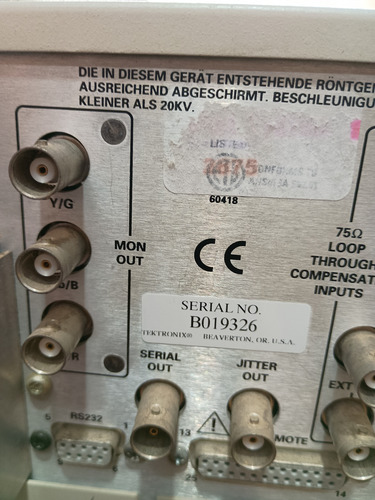 DIE IN DIESEM GERÄT ENTSTEHENDE RÖNTGE
AUSREICHEND ABGESCHIRMT. BESCHLEUNIGU
KLEINER ALS 20KV.
LISTED
60418
Y/G
MON
OUT
B/B
R
CE
75Ω
LOOP
THROUGH
COMPENSAT
INPUTS
SERIAL NO.
B019326
TEKTRONIX® BEAVERTON, OR. U.S.A.
SERIAL
OUT
JITTER
OUT
EXT
5 RS232 1
13
MOTE
25
14